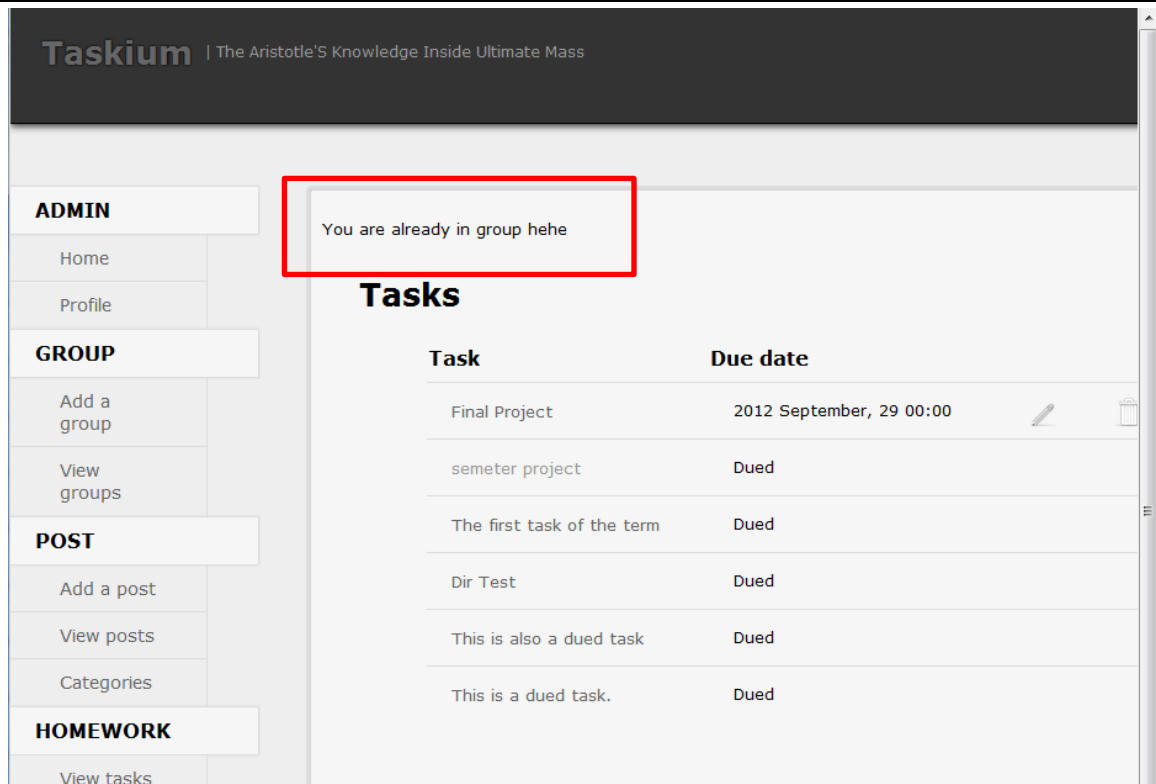 Taskium | The Aristotle'S Knowledge Inside Ultimate Mass
ADMIN
Home
Profile
GROUP
Add a
group
View
groups
POST
Add a post
View posts
Categories
HOMEWORK
View tasks
You are already in group hehe
Tasks
Task Due date
Final Project 2012 September, 29 00:00
semeter project Dued
The first task of the term Dued
Dir Test Dued
This is also a dued task Dued
This is a dued task. Dued